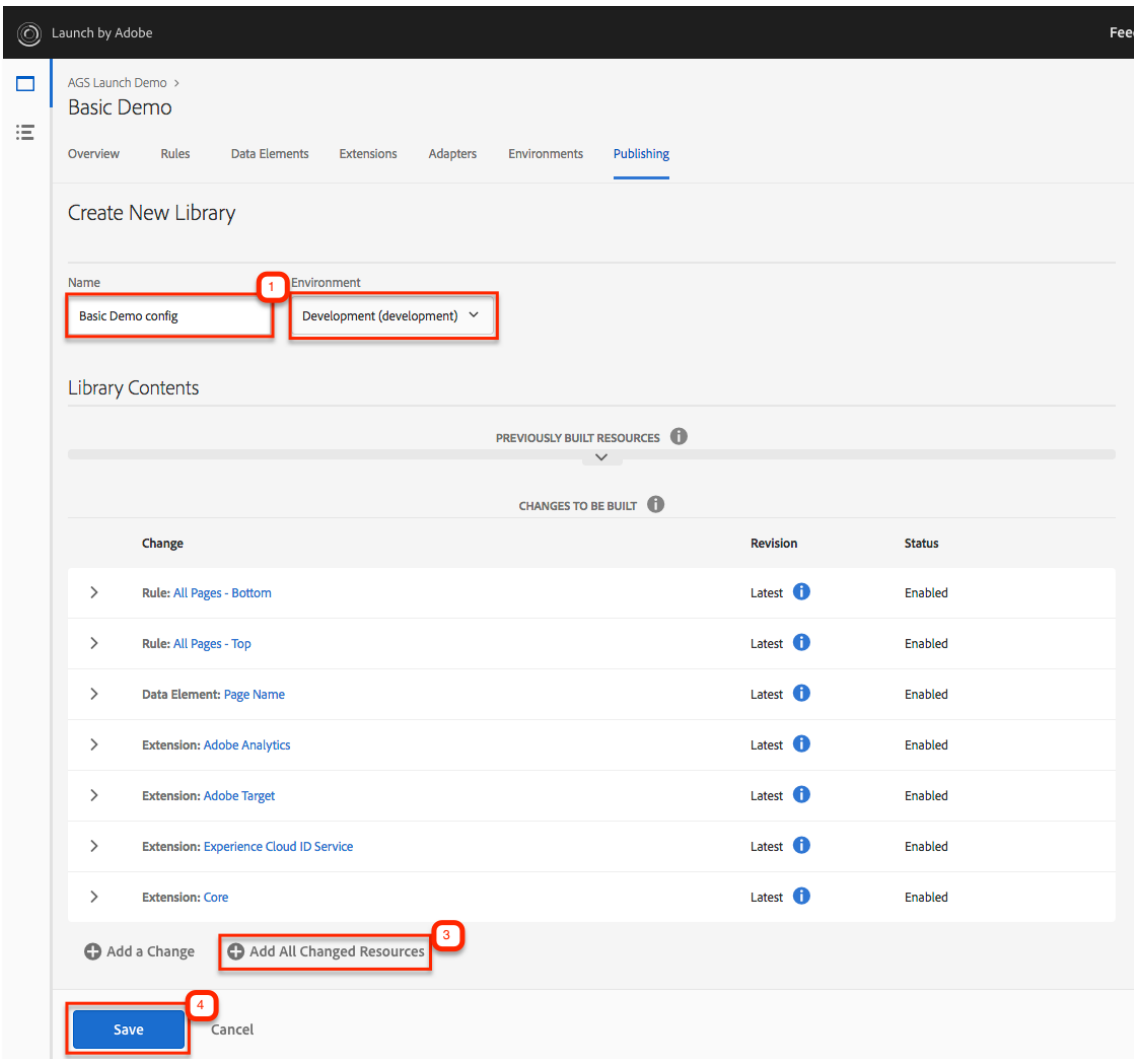 Launch by Adobe
Fee
AGS Launch Demo >
Basic Demo
Overview Rules Data Elements Extensions Adapters Environments Publishing
Create New Library
Name 1 Environment
Basic Demo config Development (development)
Library Contents
PREVIOUSLY BUILT RESOURCES i
CHANGES TO BE BUILT i
Change Revision Status
Rule: All Pages - Bottom Latest i Enabled
Rule: All Pages - Top Latest i Enabled
Data Element: Page Name Latest i Enabled
Extension: Adobe Analytics Latest i Enabled
Extension: Adobe Target Latest i Enabled
Extension: Experience Cloud ID Service Latest i Enabled
Extension: Core Latest i Enabled
3
Add a Change Add All Changed Resources
4
Save Cancel